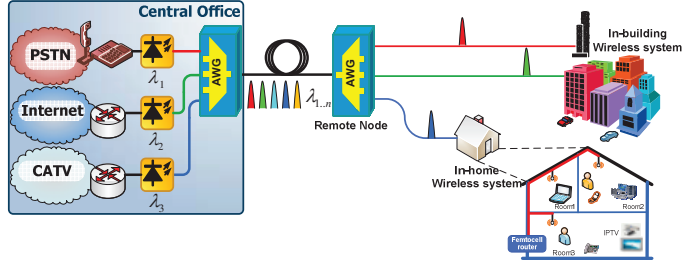 Central Office
PSTN
λ1
AWG
Internet
λ2
CATV
λ3
λ1..n
AWG
Remote Node
In-building
Wireless system
In-home
Wireless system
Room1
Room2
Femtocell
router
Room3
IPTV